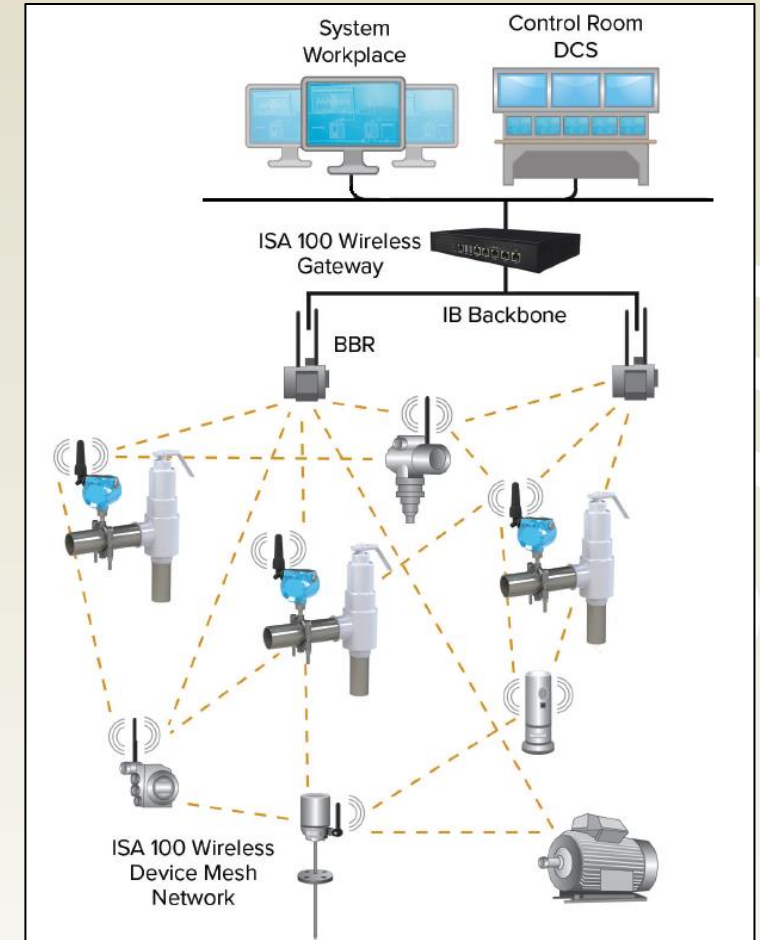 System
Workplace
Control Room
DCS
ISA 100 Wireless
Gateway
IB Backbone
BBR
ISA 100 Wireless
Device Mesh
Network